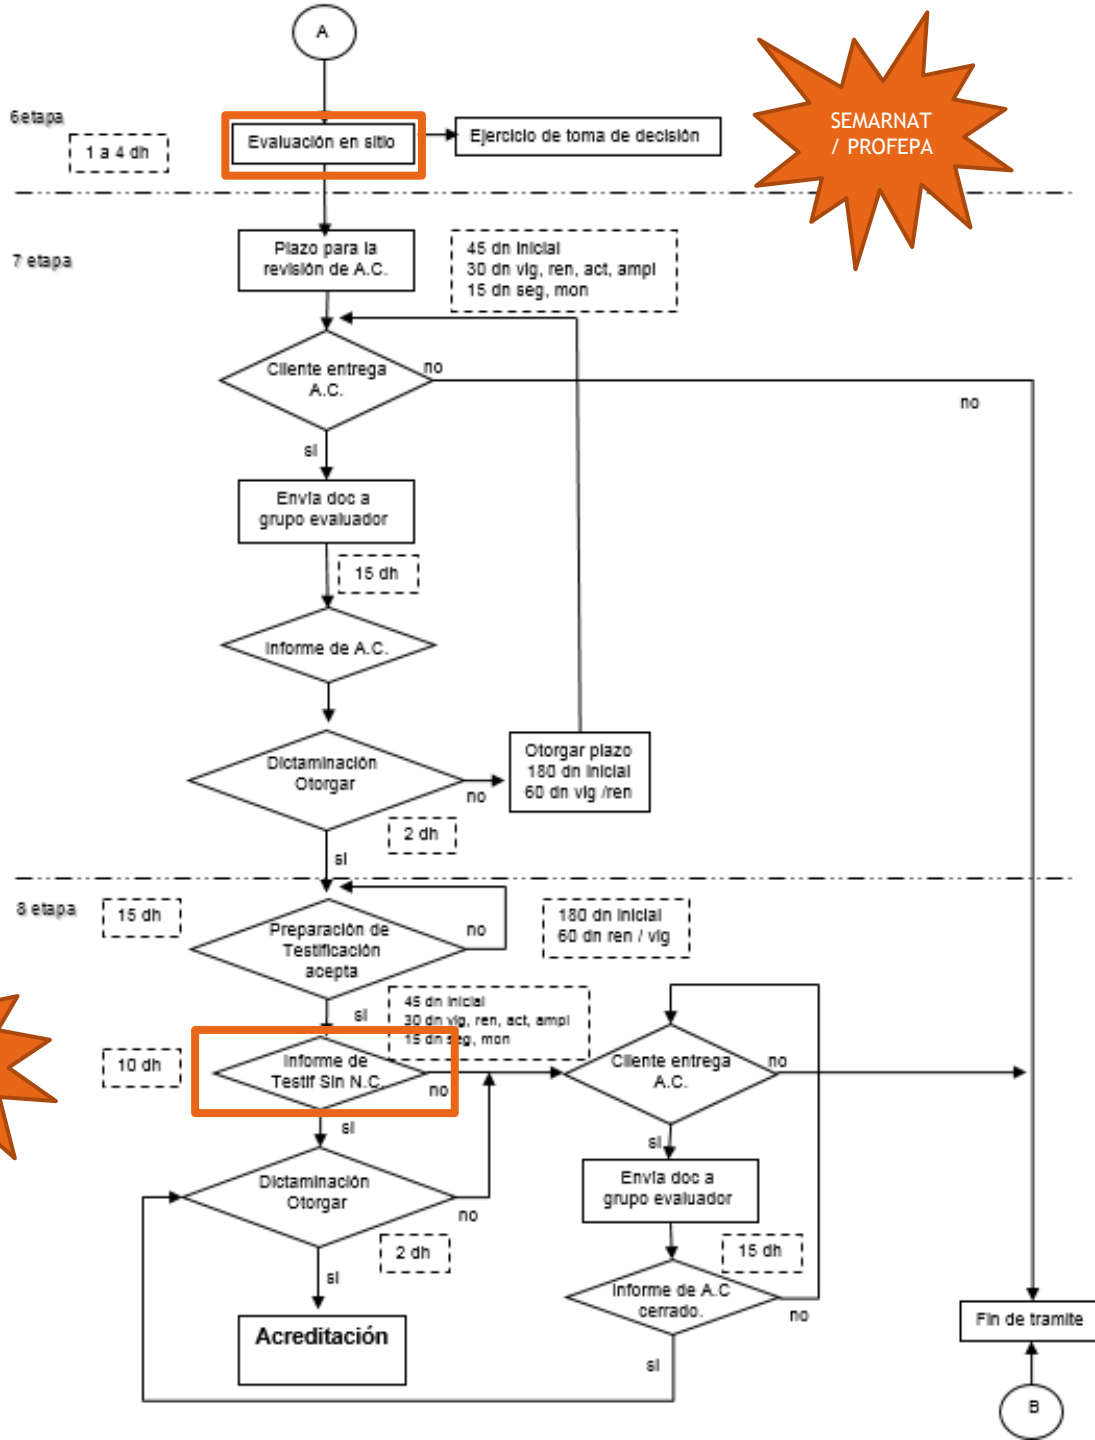 A
6 etapa
1 a 4 dh
Evaluación en sitio
Ejercicio de toma de decisión
SEMARNAT
/ PROFEPA
7 etapa
Plazo para la
revisión de A.C.
45 dn inicial
30 dn vig, ren, act, ampl
15 dn seg, mon
Cliente entrega
A.C.
no
no
si
Envía doc a
grupo evaluador
15 dh
Informe de A.C.
Dictaminación
Otorgar
no
Otorgar plazo
180 dn inicial
60 dn vig /ren
2 dh
si
8 etapa
15 dh
Preparación de
Testificación
acepta
no
180 dn inicial
60 dn ren / vig
si
45 dn inicial
30 dn vig, ren, act, ampl
15 dn seg, mon
10 dh
Informe de
Testif Sin N.C.
no
Cliente entrega
A.C.
no
si
si
Dictaminación
Otorgar
no
Envía doc a
grupo evaluador
2 dh
15 dh
si
Informe de A.C
cerrado.
no
Acreditación
si
Fin de tramite
B